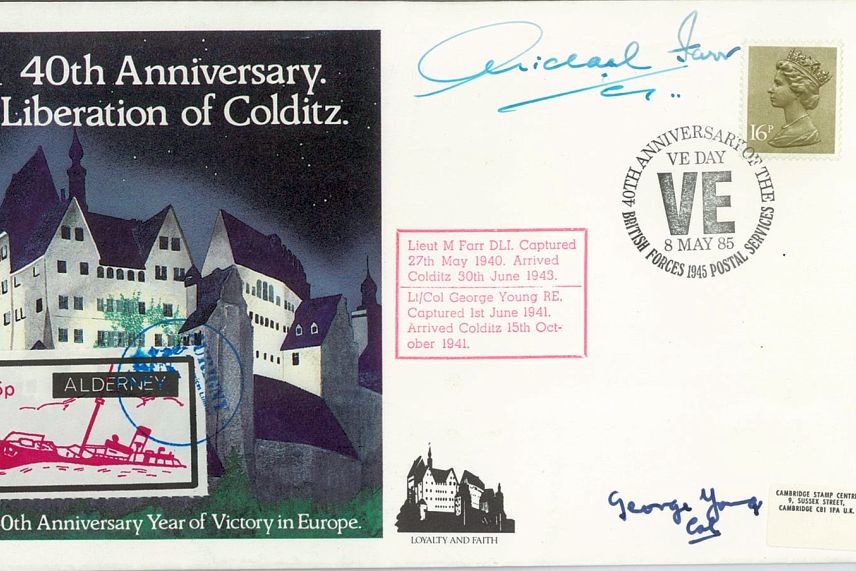 40th Anniversary.
Liberation of Colditz.
Michael Farr
16P
40TH ANNIVERSARY OF THE
VE DAY
VE
8 MAY 85
BRITISH FORCES 1945 POSTAL SERVICES
Lieut M Farr DLI. Captured
27th May 1940. Arrived
Colditz 30th June 1943.
Lt/Col George Young RE.
Captured 1st June 1941.
Arrived Colditz 15th Oct-
ober 1941.
ALDERNEY
0th Anniversary Year of Victory in Europe.
LOYALTY AND FAITH
George Young
Col
CAMBRIDGE STAMP CENTR
9, SUSSEX STREET,
CAMBRIDGE CB1 1PA U.K.